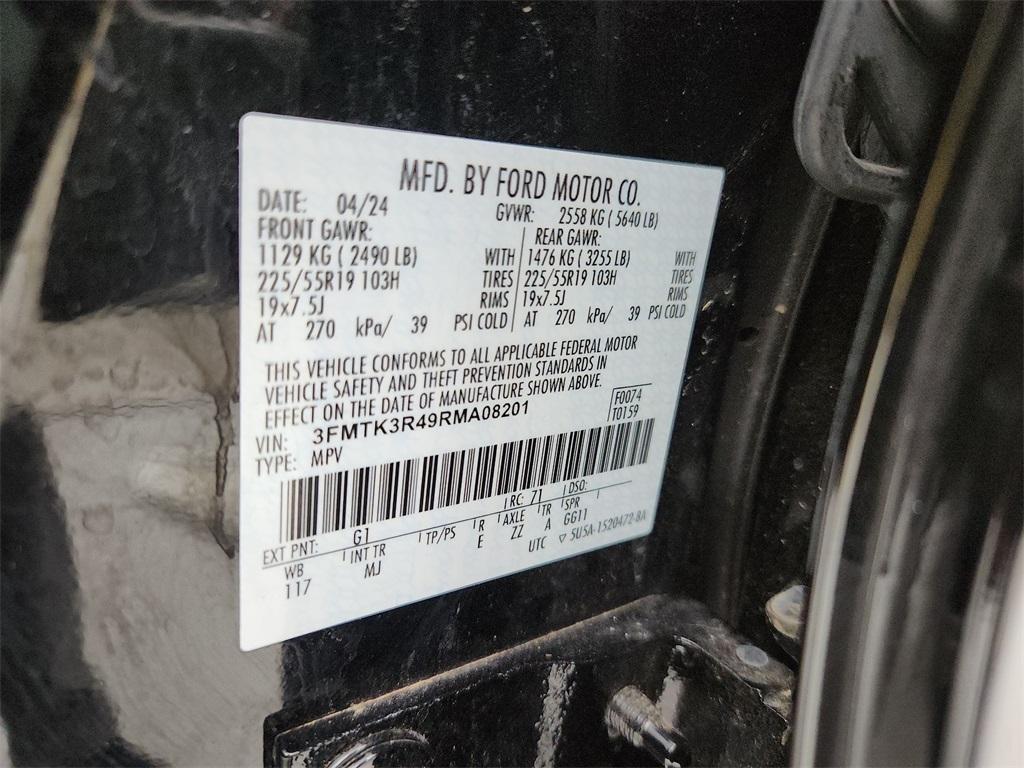 MFD. BY FORD MOTOR CO.
DATE: 04/24 GVWR: 2558 KG ( 5640 LB)
FRONT GAWR: REAR GAWR:
1129 KG ( 2490 LB) WITH 1476 KG ( 3255 LB) WITH
225/55R19 103H TIRES 225/55R19 103H TIRES
19x7.5J RIMS 19x7.5J RIMS
AT 270 kPa/ 39 PSI COLD AT 270 kPa/ 39 PSI COLD
THIS VEHICLE CONFORMS TO ALL APPLICABLE FEDERAL MOTOR
VEHICLE SAFETY AND THEFT PREVENTION STANDARDS IN
EFFECT ON THE DATE OF MANUFACTURE SHOWN ABOVE.
VIN: 3FMTK3R49RMA08201 F0074
TYPE: MPV T0159
EXT PNT: G1 RC: 71 DSO:
WB INT TR TP/PS R AXLE TR SPR
117 MJ E ZZ A GG11
UTC ▽ 5U5A-1520472-BA